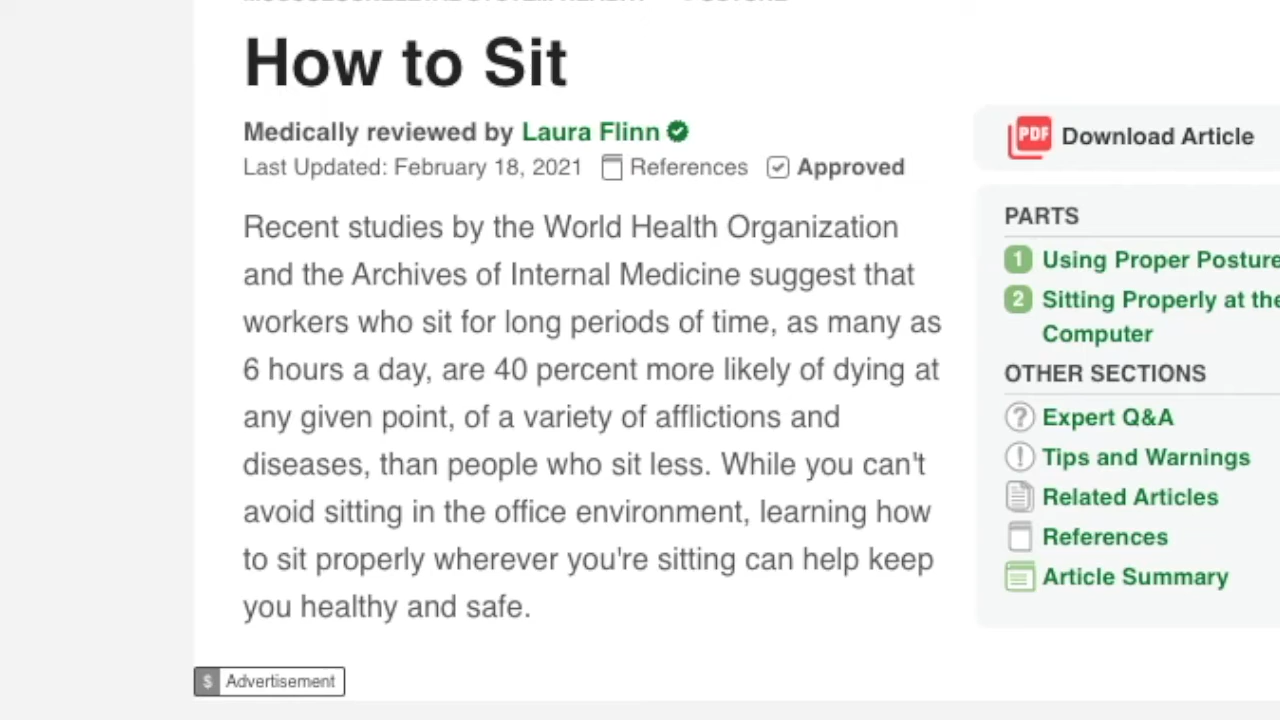 How to Sit
Medically reviewed by Laura Flinn
Last Updated: February 18, 2021 References Approved
Recent studies by the World Health Organization
and the Archives of Internal Medicine suggest that
workers who sit for long periods of time, as many as
6 hours a day, are 40 percent more likely of dying at
any given point, of a variety of afflictions and
diseases, than people who sit less. While you can't
avoid sitting in the office environment, learning how
to sit properly wherever you're sitting can help keep
you healthy and safe.
$ Advertisement
PDF Download Article
PARTS
1 Using Proper Posture
2 Sitting Properly at the
Computer
OTHER SECTIONS
? Expert Q&A
! Tips and Warnings
Related Articles
References
Article Summary